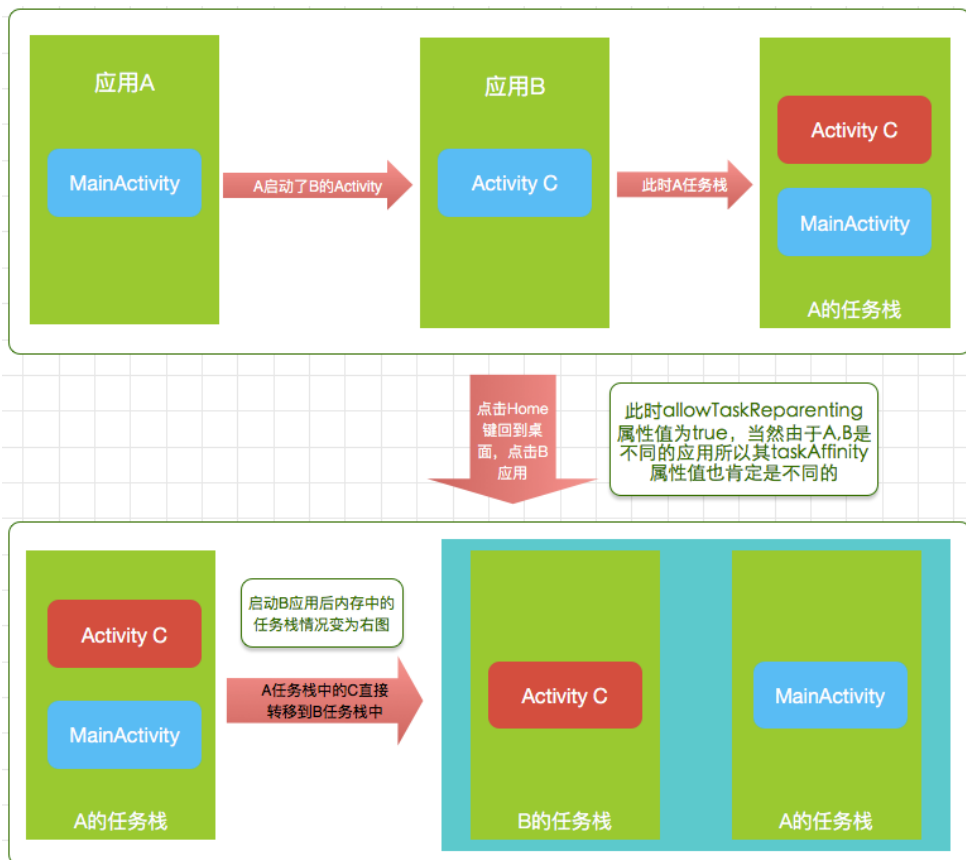 应用A
MainActivity
A启动了B的Activity
应用B
Activity C
此时A任务栈
Activity C
MainActivity
A的任务栈
点击Home
键回到桌
面，点击B
应用
此时allowTaskReparenting
属性值为true，当然由于A,B是
不同的应用所以其taskAffinity
属性值也肯定是不同的
Activity C
MainActivity
A的任务栈
启动B应用后内存中的
任务栈情况变为右图
A任务栈中的C直接
转移到B任务栈中
Activity C
B的任务栈
MainActivity
A的任务栈